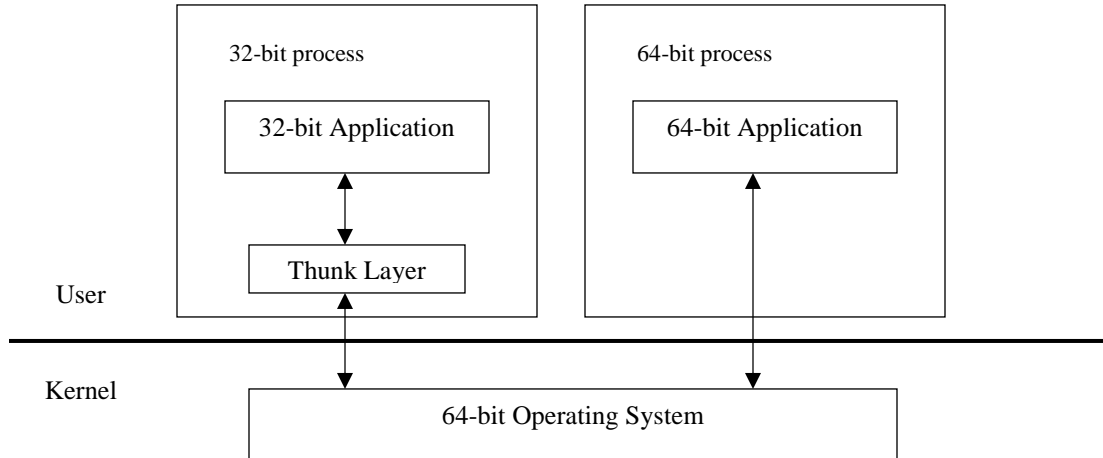 32-bit process
64-bit process
32-bit Application
64-bit Application
Thunk Layer
User
Kernel
64-bit Operating System